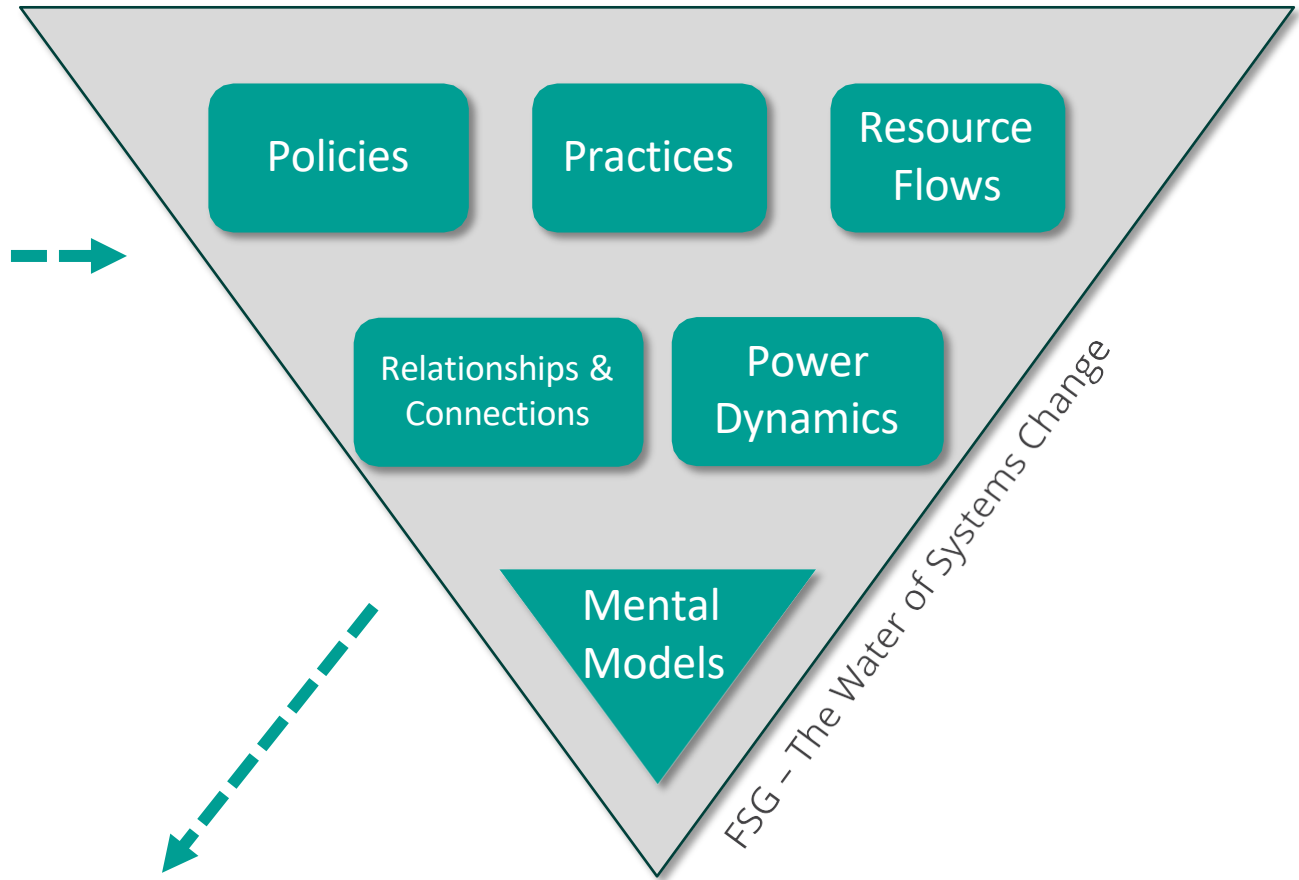 Policies
Practices
Resource
Flows
Relationships &
Connections
Power
Dynamics
Mental
Models
FSG – The Water of Systems Change